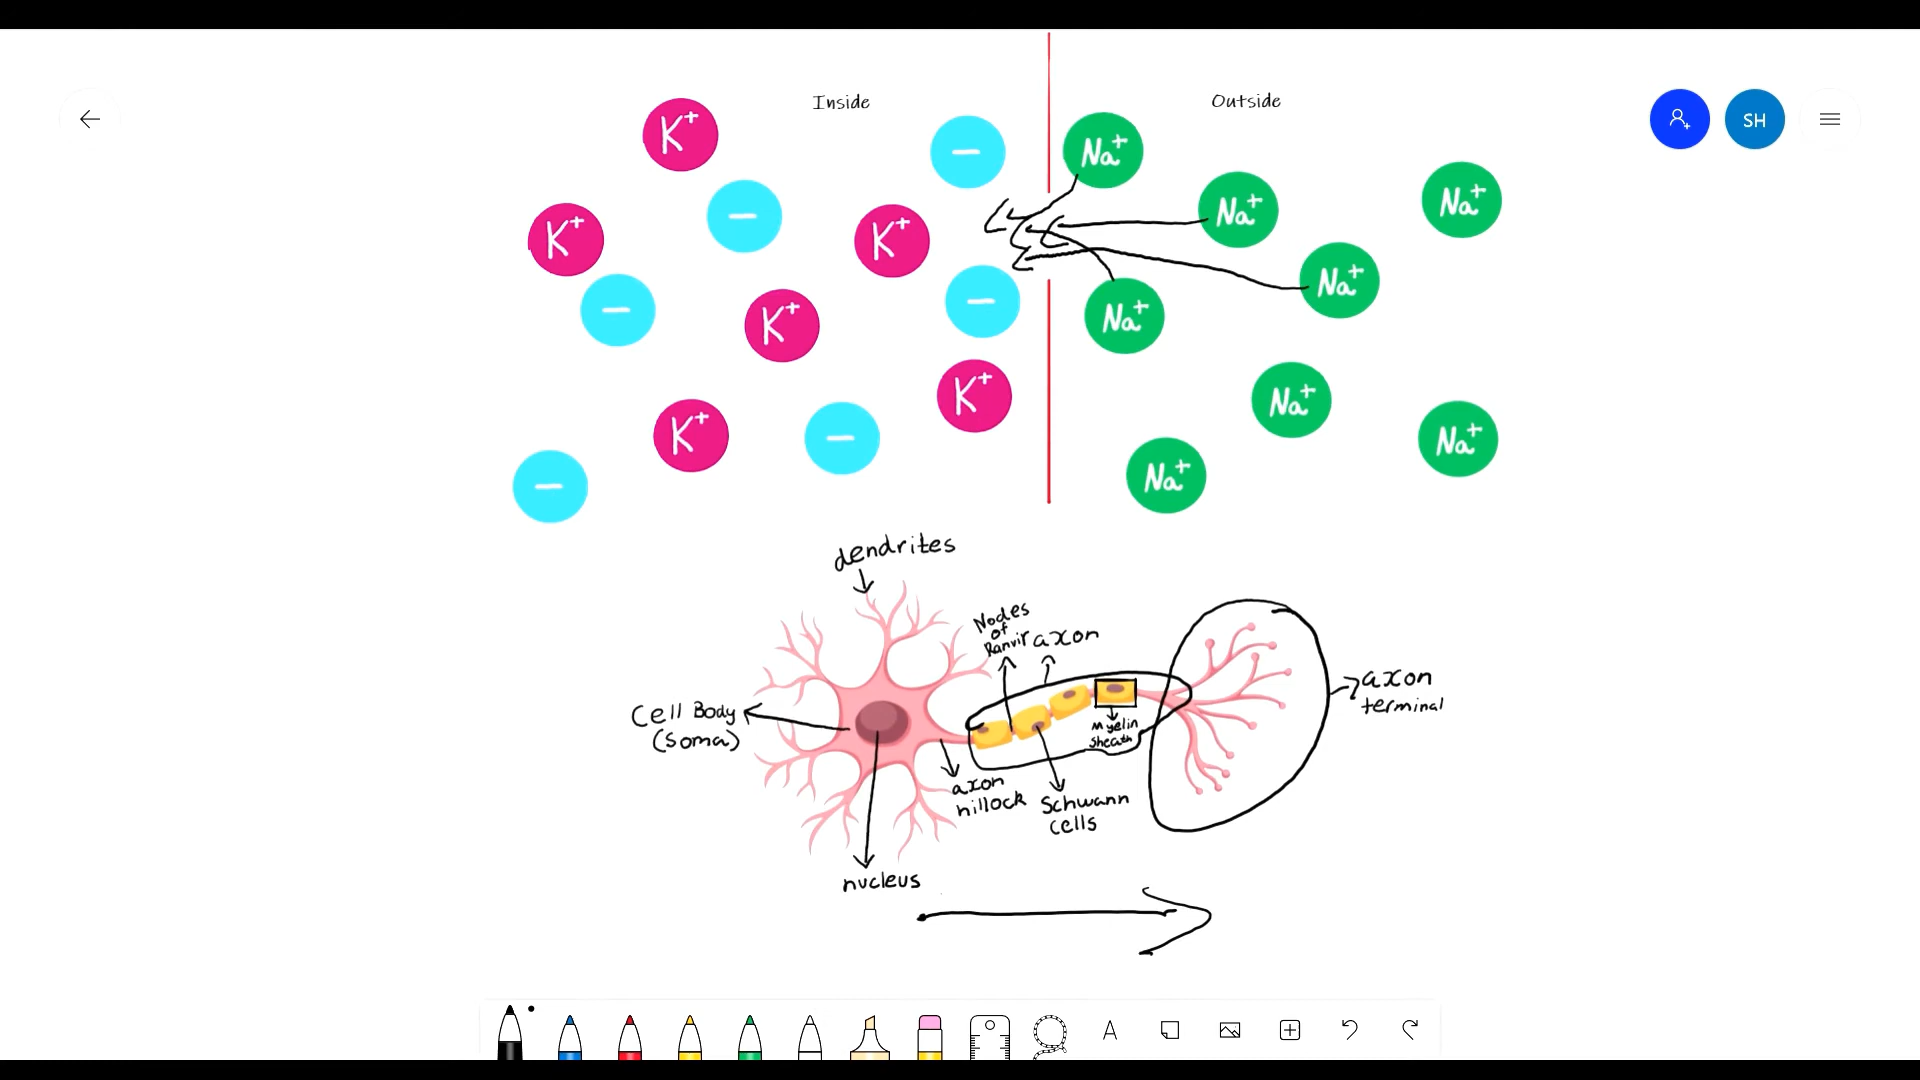 Inside
Outside
K+
−
Na+
SH
Na+
Na+
K+
−
K+
Na+
−
K+
−
Na+
K+
K+
−
Na+
Na+
−
Na+
dendrites
Nodes
of
Ranvir
axon
Cell Body
(soma)
Myelin
sheath
axon
terminal
axon
hillock
Schwann
cells
nucleus
A